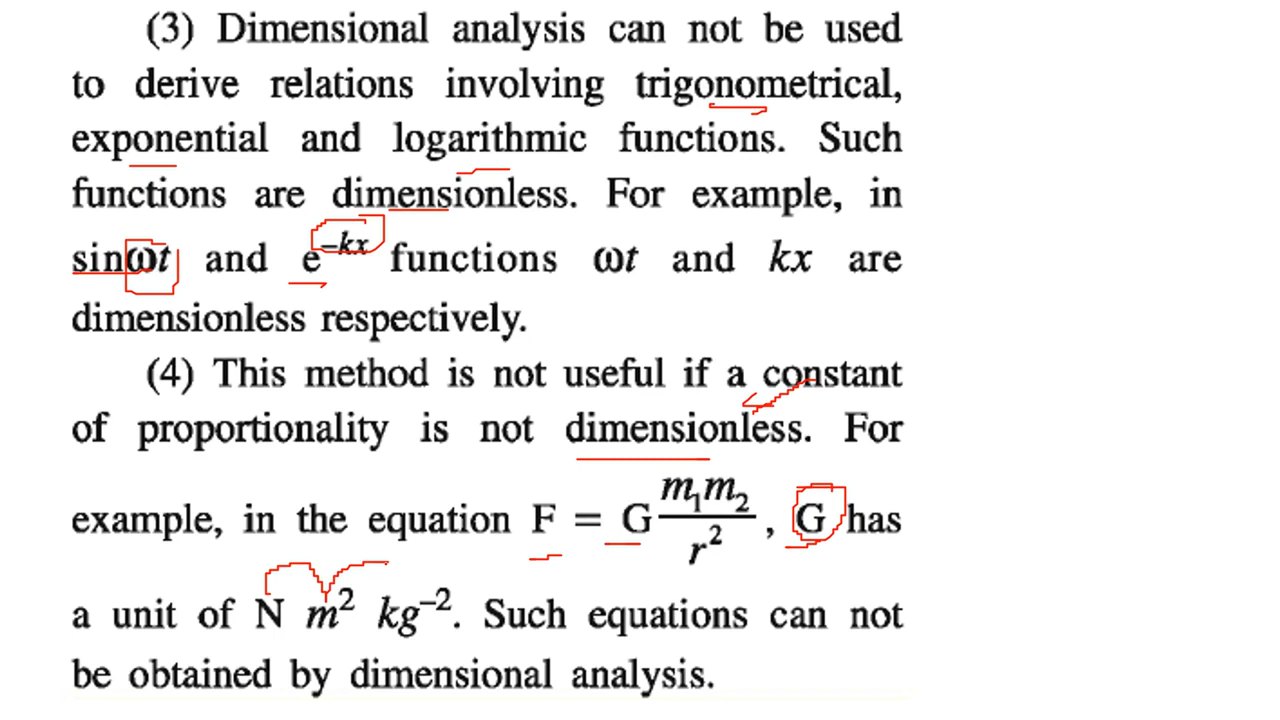 (3) Dimensional analysis can not be used
to derive relations involving trigonometrical,
exponential and logarithmic functions. Such
functions are dimensionless. For example, in
sinωt and e⁻ᵏˣ functions ωt and kx are
dimensionless respectively.
(4) This method is not useful if a constant
of proportionality is not dimensionless. For
example, in the equation F = G m₁m₂/r², G has
a unit of N m² kg⁻². Such equations can not
be obtained by dimensional analysis.